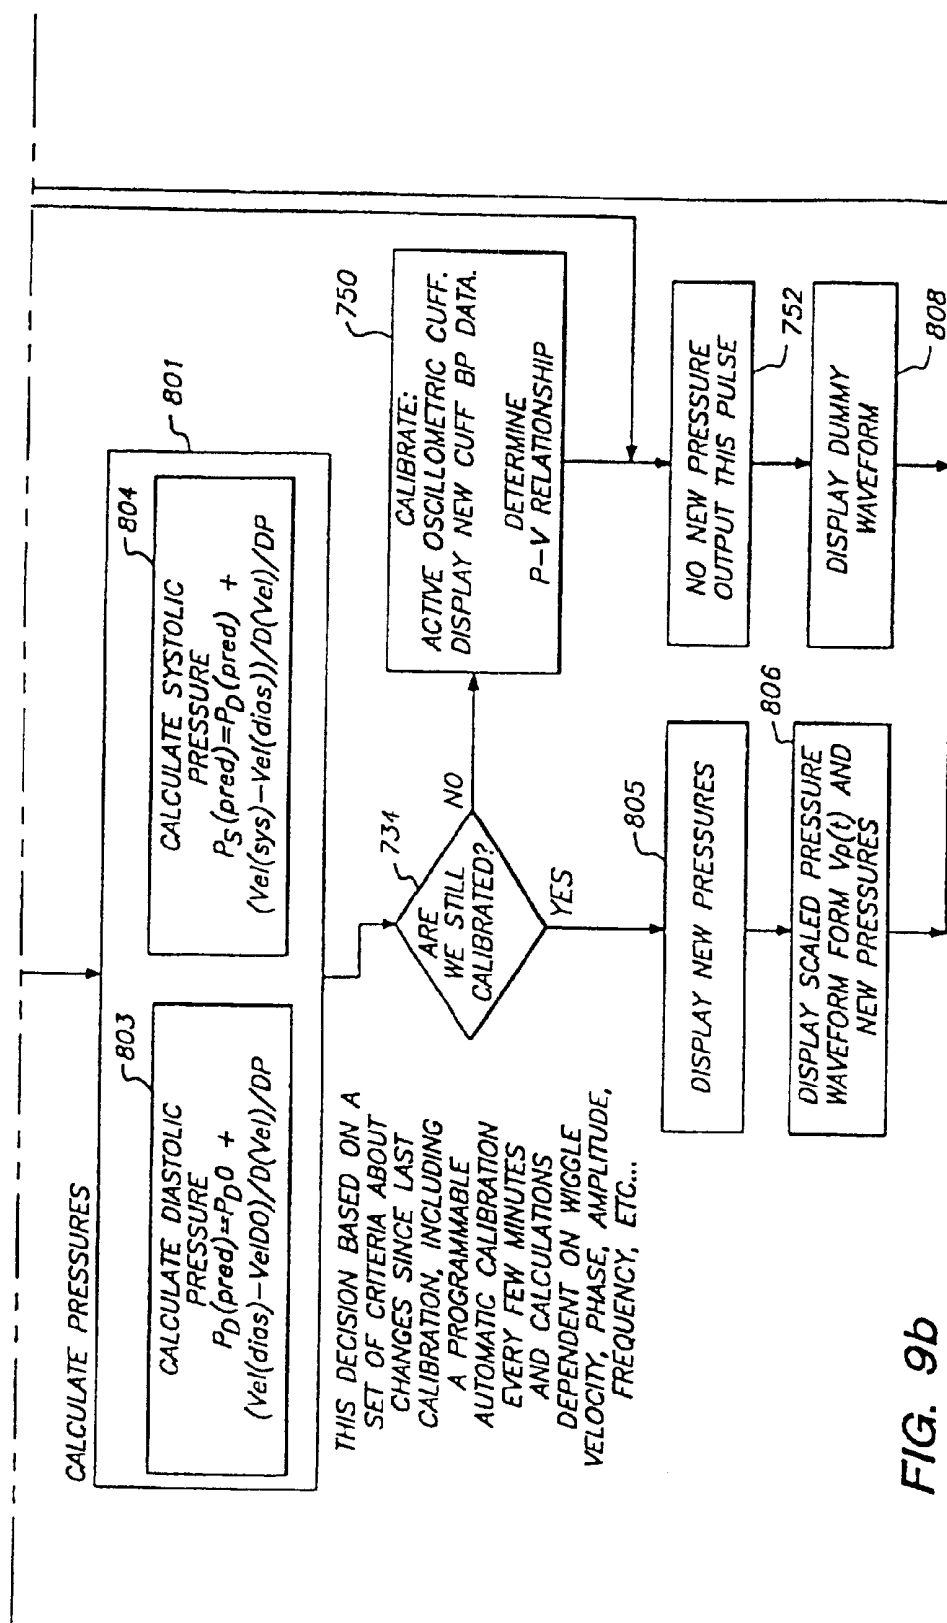 CALCULATE PRESSURES
801
803
CALCULATE DIASTOLIC
PRESSURE
P_D(pred)=P_D0 +
(Vel(dias)-VelD0)/D(Vel)/DP
804
CALCULATE SYSTOLIC
PRESSURE
P_S(pred)=P_D(pred) +
(Vel(sys)-Vel(dias))/D(Vel)/DP
THIS DECISION BASED ON A
SET OF CRITERIA ABOUT
CHANGES SINCE LAST
CALIBRATION, INCLUDING
A PROGRAMMABLE
AUTOMATIC CALIBRATION
EVERY FEW MINUTES
AND CALCULATIONS
DEPENDENT ON WIGGLE
VELOCITY, PHASE, AMPLITUDE,
FREQUENCY, ETC...
734
ARE
WE STILL
CALIBRATED?
NO
YES
750
CALIBRATE:
ACTIVE OSCILLOMETRIC CUFF.
DISPLAY NEW CUFF BP DATA.
DETERMINE
P-V RELATIONSHIP
805
DISPLAY NEW PRESSURES
806
DISPLAY SCALED PRESSURE
WAVEFORM FORM Vp(t) AND
NEW PRESSURES
NO NEW PRESSURE
OUTPUT THIS PULSE
752
DISPLAY DUMMY
WAVEFORM
808
FIG. 9b